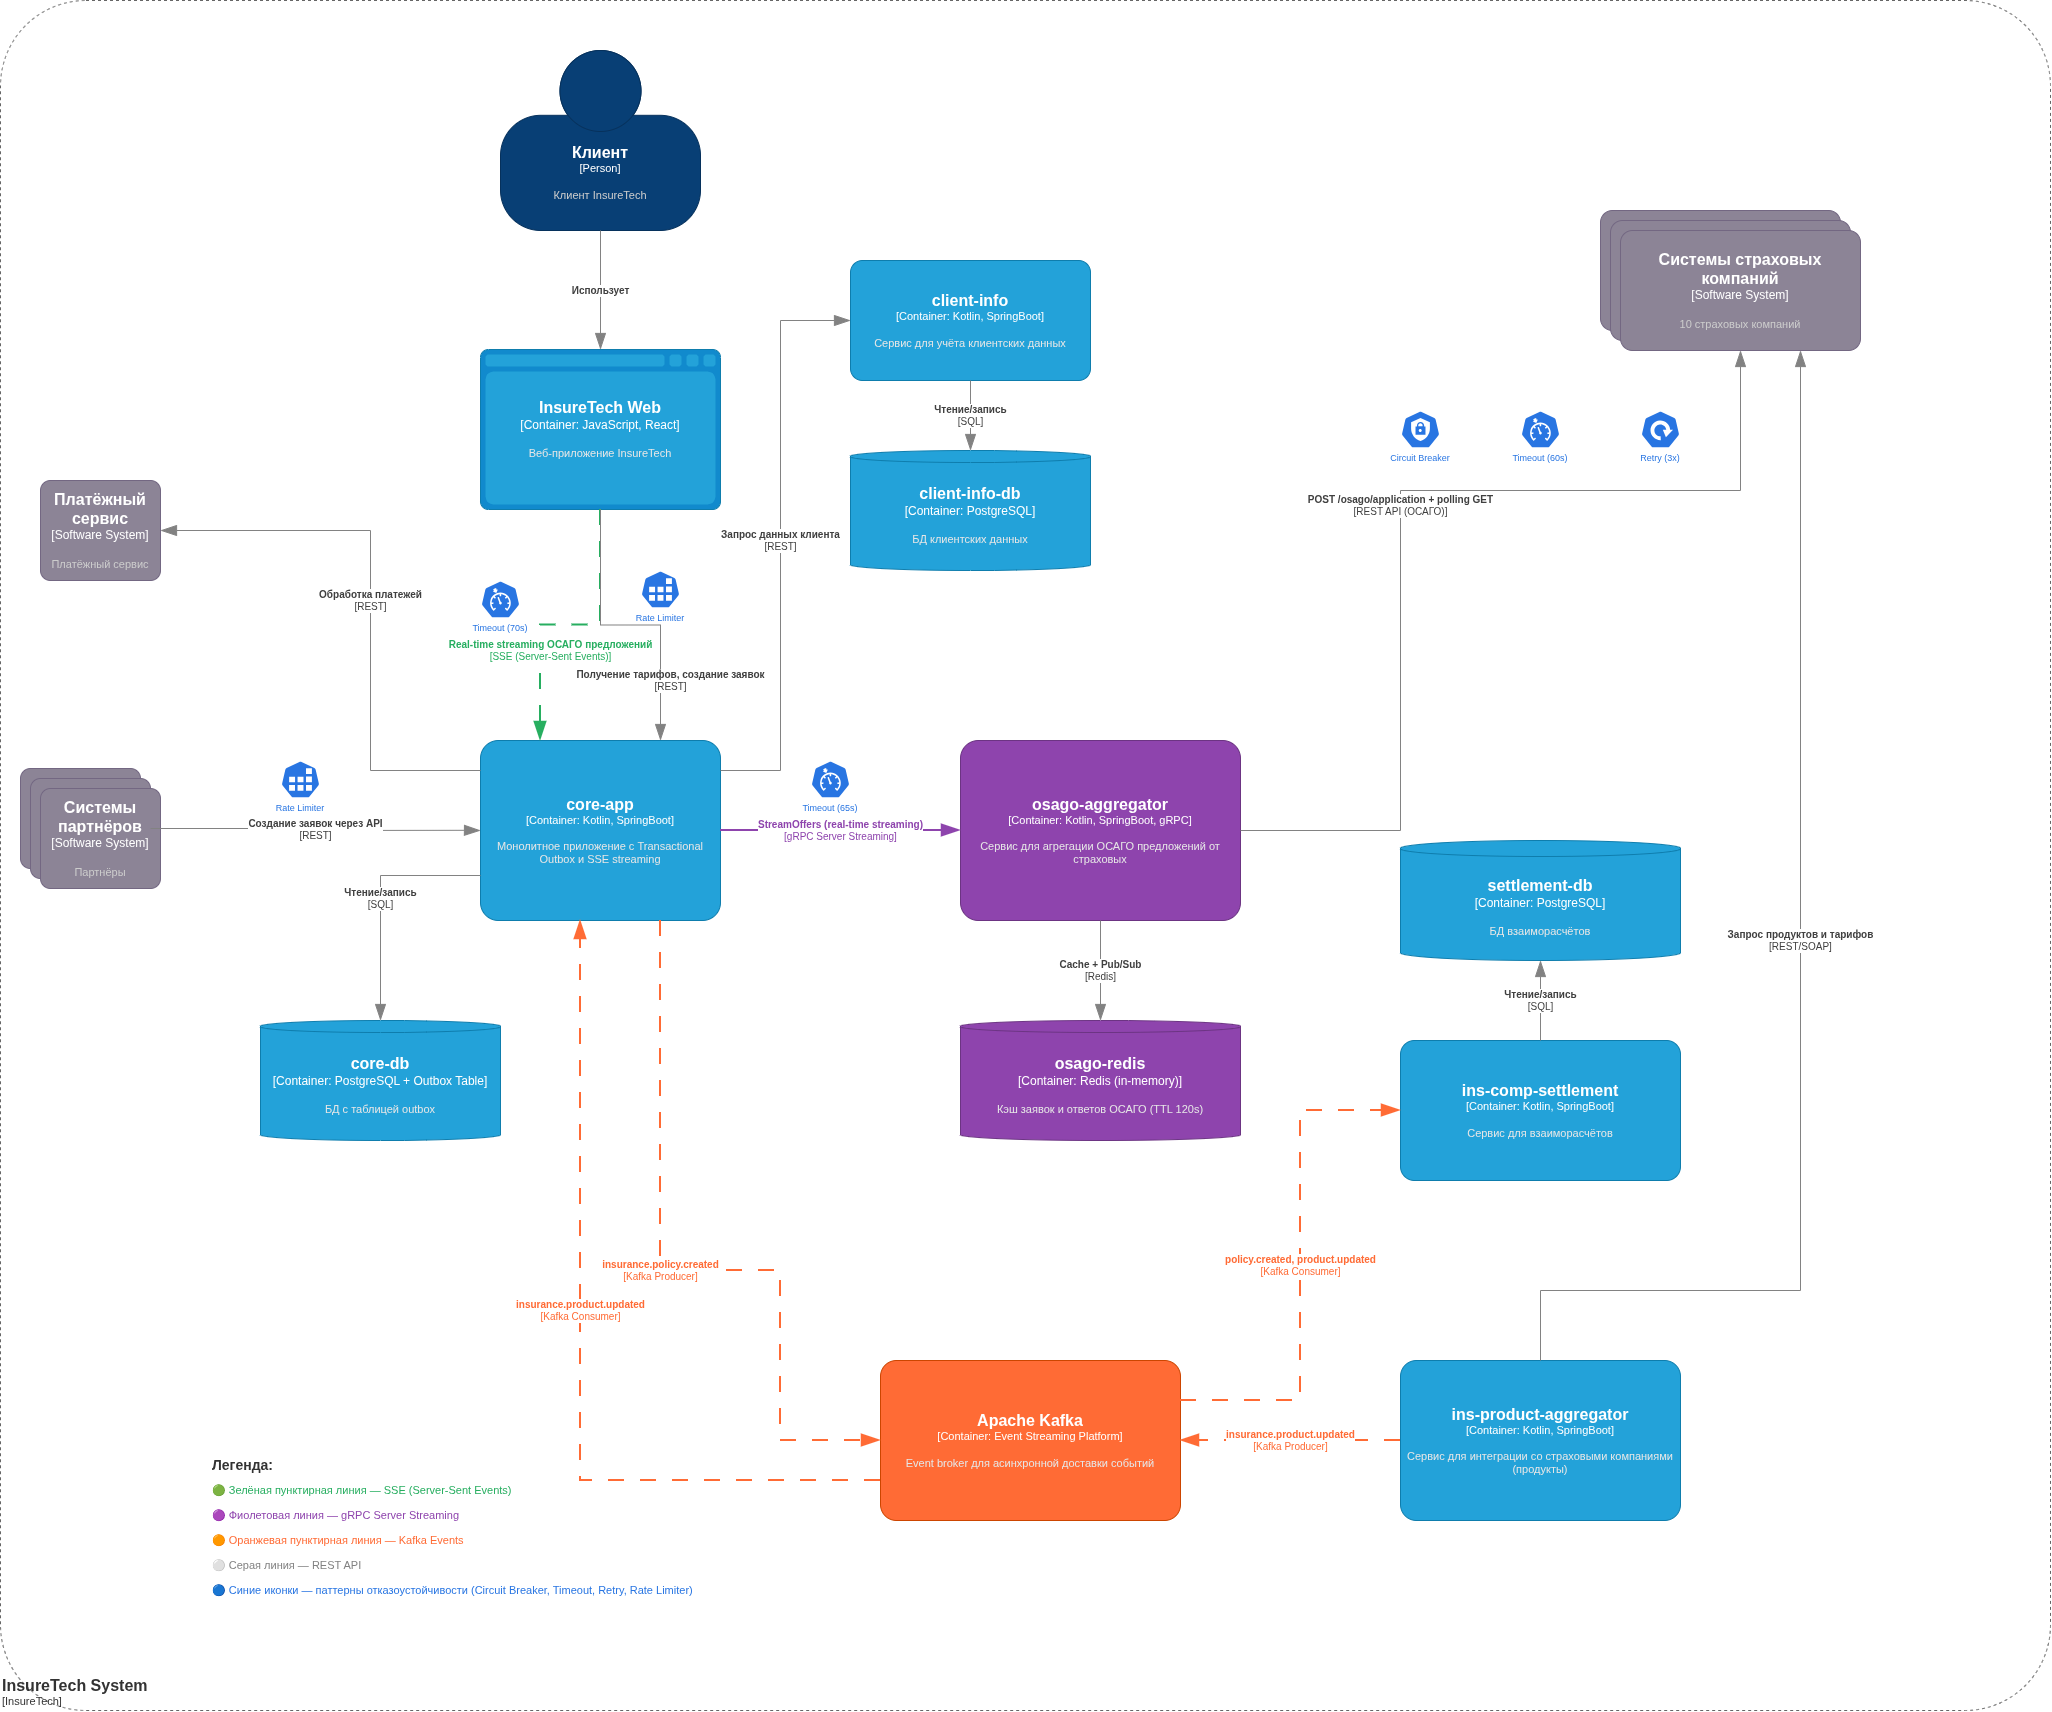 Клиент
[Person]
Клиент InsureTech
Использует
InsureTech Web
[Container: JavaScript, React]
Веб-приложение InsureTech
client-info
[Container: Kotlin, SpringBoot]
Сервис для учёта клиентских данных
Чтение/запись
[SQL]
client-info-db
[Container: PostgreSQL]
БД клиентских данных
Системы страховых
компаний
[Software System]
10 страховых компаний
Circuit Breaker
Timeout (60s)
Retry (3x)
POST /osago/application + polling GET
[REST API (ОСАГО)]
Платёжный
сервис
[Software System]
Платёжный сервис
Обработка платежей
[REST]
Запрос данных клиента
[REST]
Timeout (70s)
Rate Limiter
Real-time streaming ОСАГО предложений
[SSE (Server-Sent Events)]
Получение тарифов, создание заявок
[REST]
Системы
партнёров
[Software System]
Партнёры
Rate Limiter
Создание заявок через API
[REST]
core-app
[Container: Kotlin, SpringBoot]
Монолитное приложение с Transactional
Outbox и SSE streaming
Timeout (65s)
StreamOffers (real-time streaming)
[gRPC Server Streaming]
osago-aggregator
[Container: Kotlin, SpringBoot, gRPC]
Сервис для агрегации ОСАГО предложений от
страховых
Чтение/запись
[SQL]
core-db
[Container: PostgreSQL + Outbox Table]
БД с таблицей outbox
Cache + Pub/Sub
[Redis]
osago-redis
[Container: Redis (in-memory)]
Кэш заявок и ответов ОСАГО (TTL 120s)
settlement-db
[Container: PostgreSQL]
БД взаиморасчётов
Чтение/запись
[SQL]
Запрос продуктов и тарифов
[REST/SOAP]
ins-comp-settlement
[Container: Kotlin, SpringBoot]
Сервис для взаиморасчётов
insurance.policy.created
[Kafka Producer]
insurance.product.updated
[Kafka Consumer]
policy.created, product.updated
[Kafka Consumer]
Apache Kafka
[Container: Event Streaming Platform]
Event broker для асинхронной доставки событий
insurance.product.updated
[Kafka Producer]
ins-product-aggregator
[Container: Kotlin, SpringBoot]
Сервис для интеграции со страховыми компаниями
(продукты)
Легенда:
Зелёная пунктирная линия — SSE (Server-Sent Events)
Фиолетовая линия — gRPC Server Streaming
Оранжевая пунктирная линия — Kafka Events
Серая линия — REST API
Синие иконки — паттерны отказоустойчивости (Circuit Breaker, Timeout, Retry, Rate Limiter)
InsureTech System
[InsureTech]